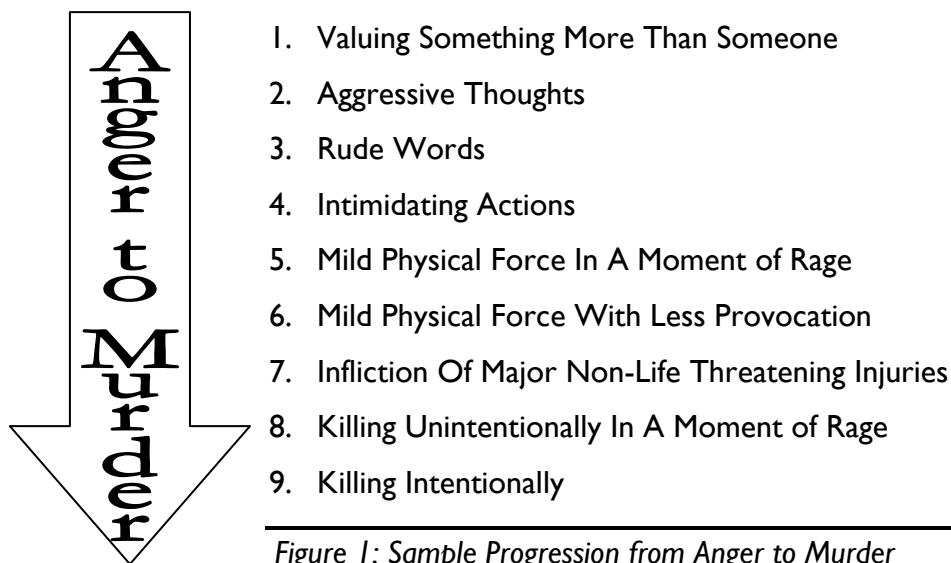 Anger to Murder
1. Valuing Something More Than Someone
2. Aggressive Thoughts
3. Rude Words
4. Intimidating Actions
5. Mild Physical Force In A Moment of Rage
6. Mild Physical Force With Less Provocation
7. Infliction Of Major Non-Life Threatening Injuries
8. Killing Unintentionally In A Moment of Rage
9. Killing Intentionally
Figure 1: Sample Progression from Anger to Murder